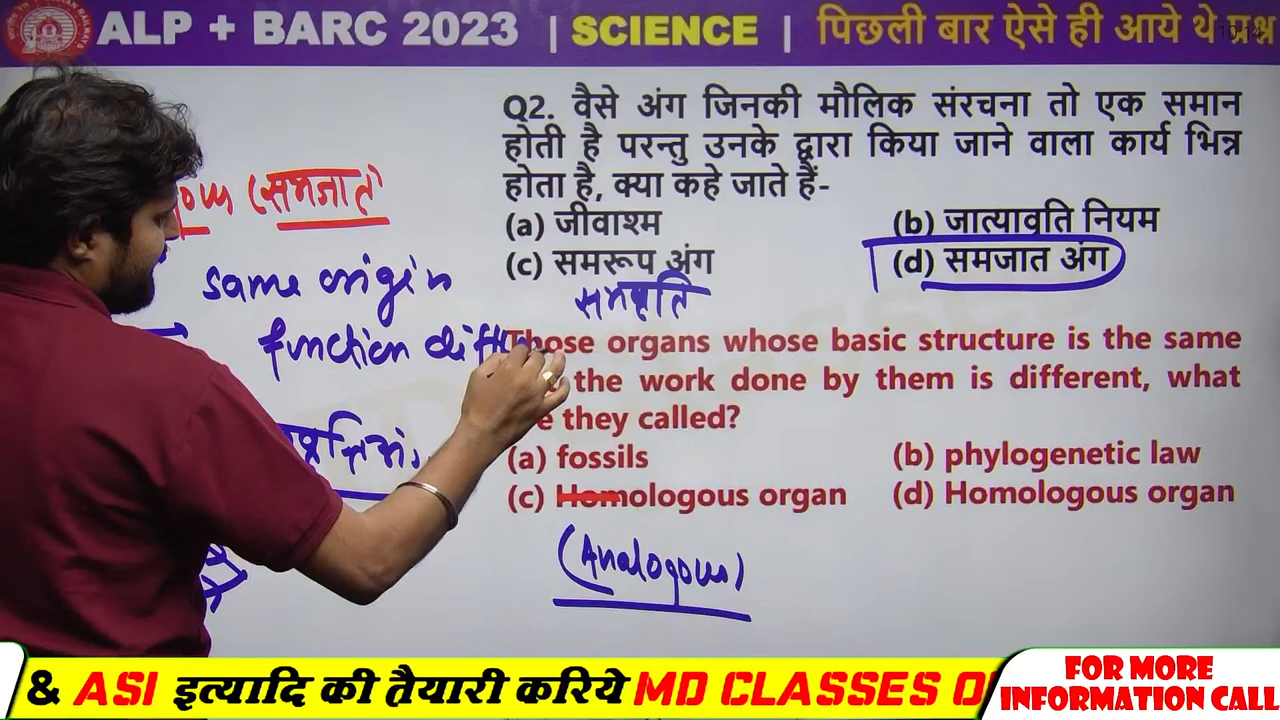 ALP + BARC 2023 | SCIENCE | पिछली बार ऐसे ही आये थे प्रश्न
Q2. वैसे अंग जिनकी मौलिक संरचना तो एक समान
होती है परन्तु उनके द्वारा किया जाने वाला कार्य भिन्न
होता है, क्या कहे जाते हैं-
(a) जीवाश्म (b) जात्यावृति नियम
(c) समरूप अंग (d) समजात अंग
समवृति
(समजात)
same origin
function
Those organs whose basic structure is the same
the work done by them is different, what
they called?
(a) fossils (b) phylogenetic law
(c) Homologous organ (d) Homologous organ
(Analogous)
& ASI इत्यादि की तैयारी करिये MD CLASSES
FOR MORE
INFORMATION CALL